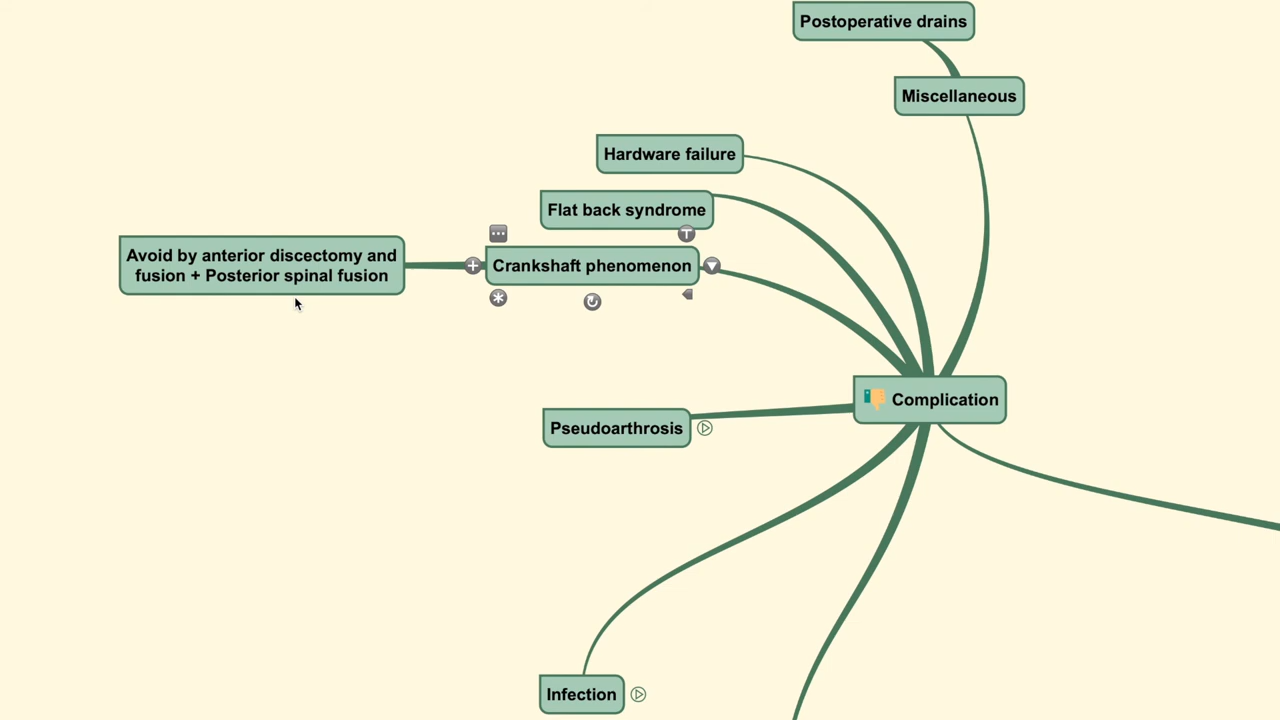 Postoperative drains
Miscellaneous
Hardware failure
Flat back syndrome
Avoid by anterior discectomy and
fusion + Posterior spinal fusion
Crankshaft phenomenon
Complication
Pseudoarthrosis
Infection